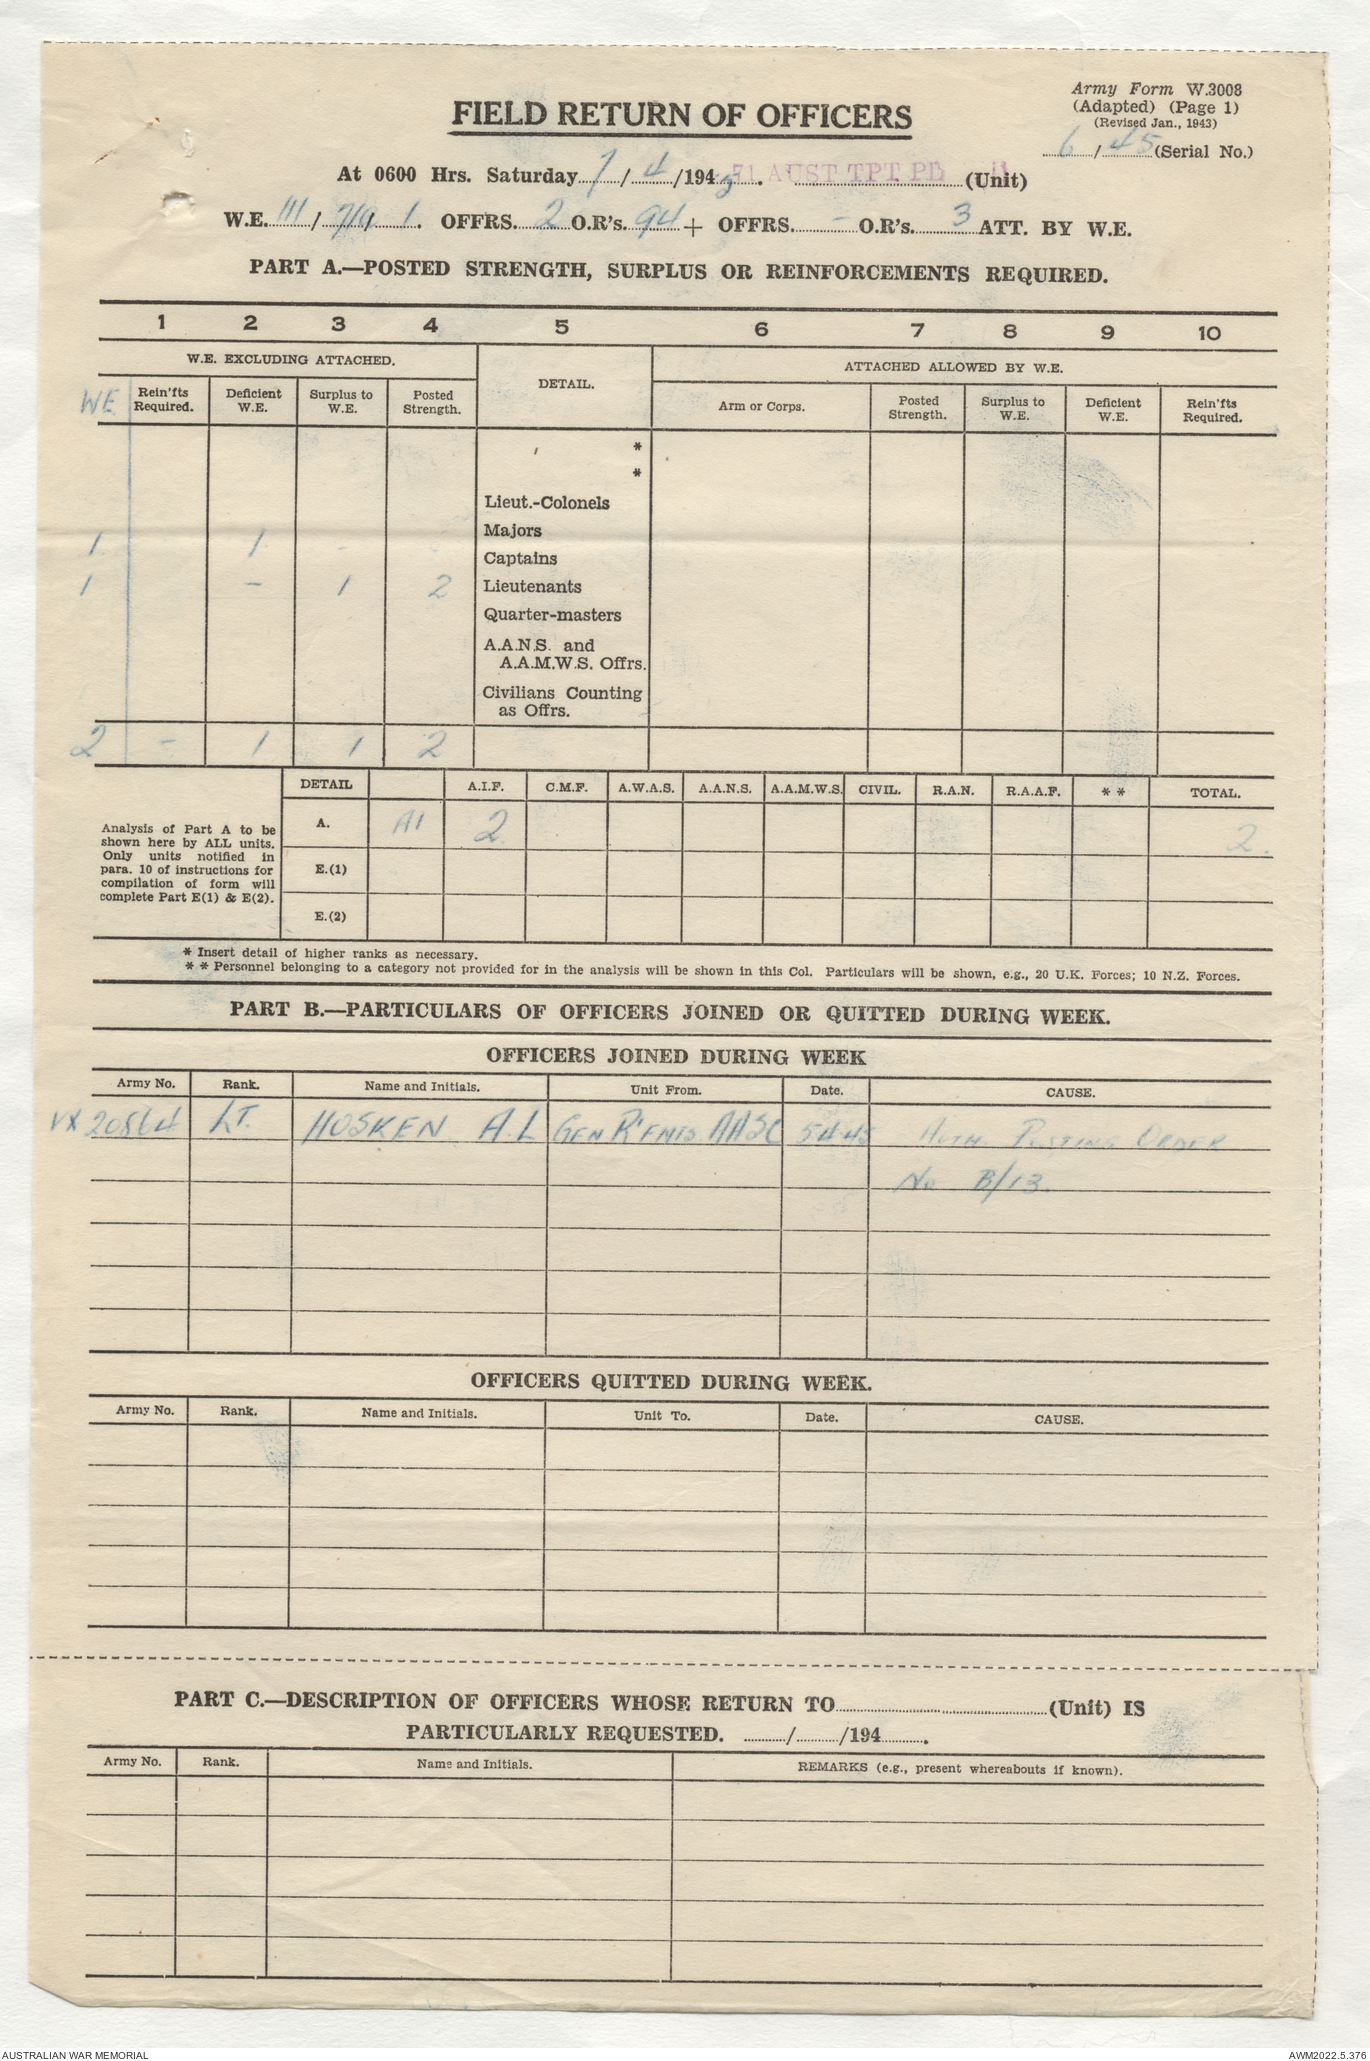 Army Form W.3008
(Adapted) (Page 1)
(Revised Jan., 1943)
6/45 (Serial No.)
FIELD RETURN OF OFFICERS
At 0600 Hrs. Saturday 7/4/1945. 71 AUST TPT PL (Unit)
W.E. III/ / 1. OFFRS. 2 O.R's. 94 + OFFRS. - O.R's. 3 ATT. BY W.E.
PART A.—POSTED STRENGTH, SURPLUS OR REINFORCEMENTS REQUIRED.
1 2 3 4 5 6 7 8 9 10
W.E. EXCLUDING ATTACHED. DETAIL. ATTACHED ALLOWED BY W.E.
WE Rein'fts Required. Deficient W.E. Surplus to W.E. Posted Strength. Arm or Corps. Posted Strength. Surplus to W.E. Deficient W.E. Rein'fts Required.
*
*
Lieut.-Colonels
Majors
1 1 - - Captains
1 - 1 2 Lieutenants
Quarter-masters
A.A.N.S. and
A.A.M.W.S. Offrs.
Civilians Counting
as Offrs.
2 - 1 1 2
DETAIL A.I.F. C.M.F. A.W.A.S. A.A.N.S. A.A.M.W.S. CIVIL. R.A.N. R.A.A.F. * * TOTAL.
Analysis of Part A to be
shown here by ALL units.
Only units notified in
para. 10 of instructions for
compilation of form will
complete Part E(1) & E(2).
A. A1 2 2.
E.(1)
E.(2)
* Insert detail of higher ranks as necessary.
* * Personnel belonging to a category not provided for in the analysis will be shown in this Col. Particulars will be shown, e.g., 20 U.K. Forces; 10 N.Z. Forces.
PART B.—PARTICULARS OF OFFICERS JOINED OR QUITTED DURING WEEK.
OFFICERS JOINED DURING WEEK
Army No. Rank. Name and Initials. Unit From. Date. CAUSE.
VX20864 LT. HOSKEN A.L GEN R'FMTS AASC 5.4.45 AUTH. POSTING ORDER
No B/13.
OFFICERS QUITTED DURING WEEK.
Army No. Rank. Name and Initials. Unit To. Date. CAUSE.
PART C.—DESCRIPTION OF OFFICERS WHOSE RETURN TO (Unit) IS
PARTICULARLY REQUESTED. / /194 .
Army No. Rank. Name and Initials. REMARKS (e.g., present whereabouts if known).
AUSTRALIAN WAR MEMORIAL
AWM2022.5.376